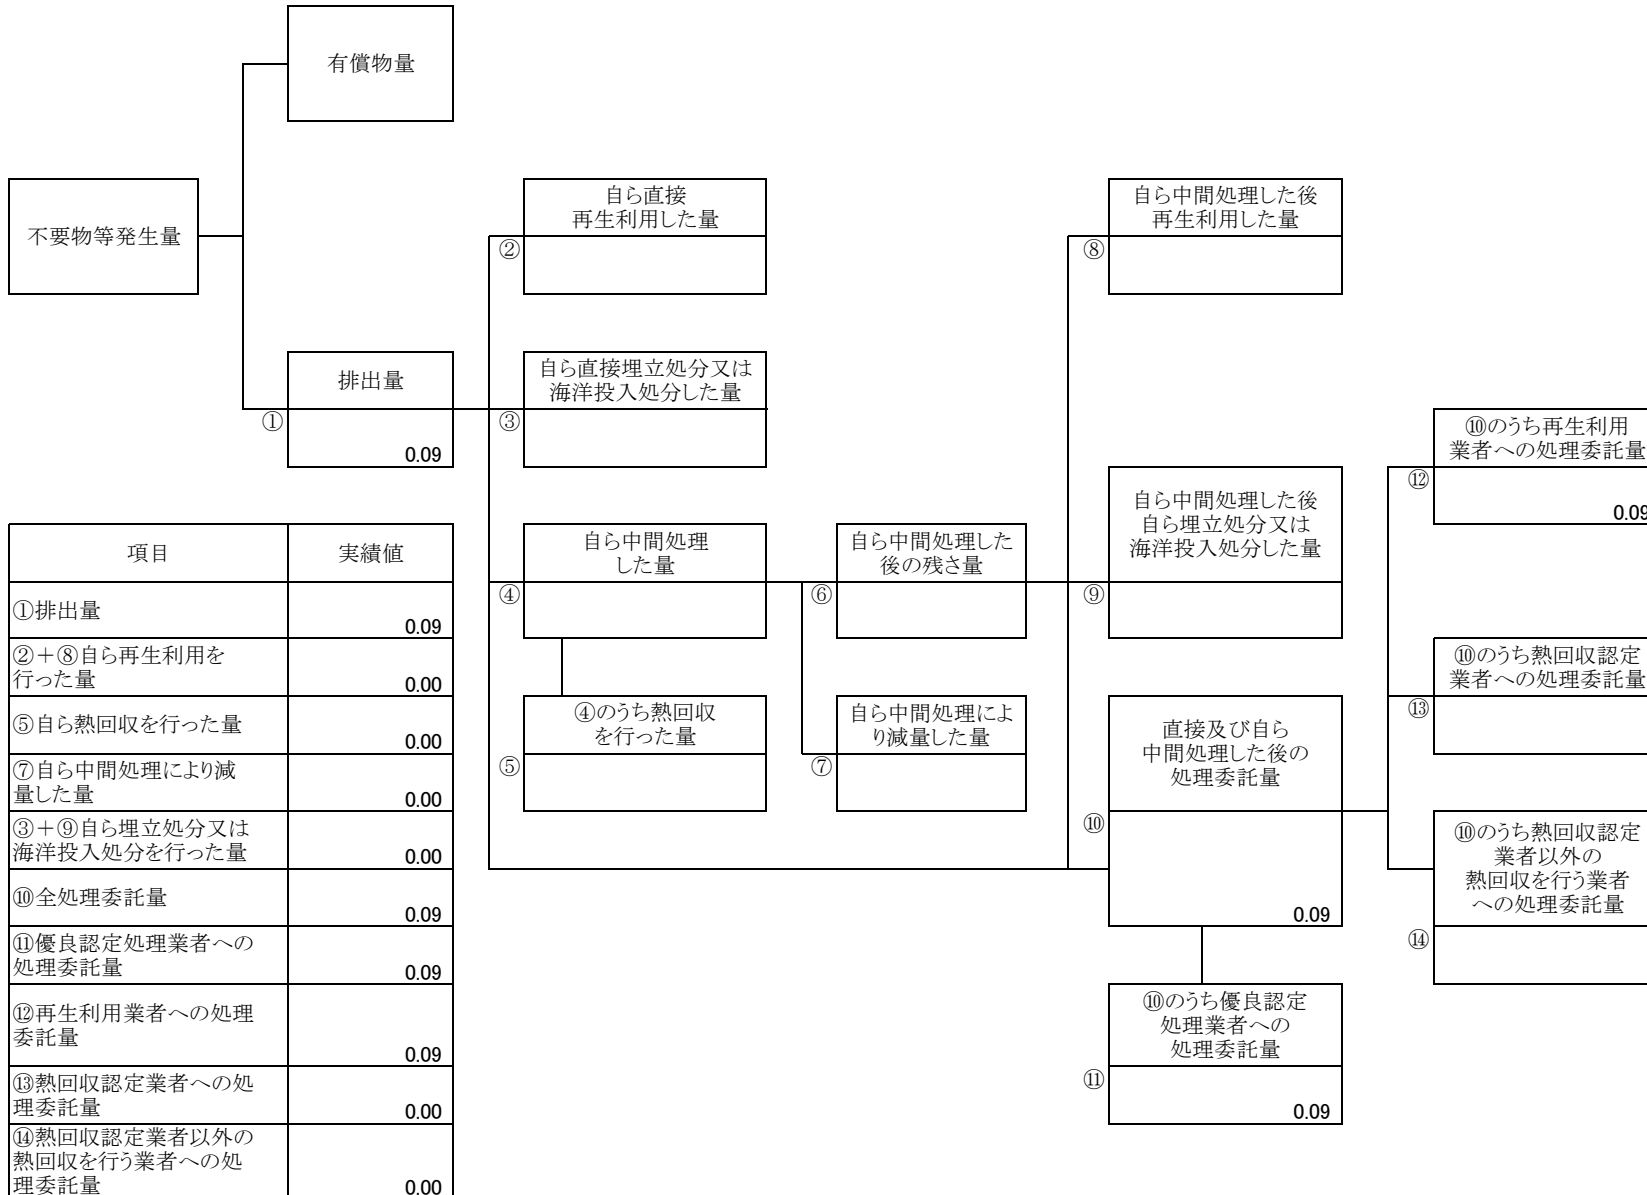 有償物量
不要物等発生量
自ら直接
再生利用した量
②
自ら中間処理した後
再生利用した量
⑧
排出量
①
0.09
自ら直接埋立処分又は
海洋投入処分した量
③
⑩のうち再生利用
業者への処理委託量
⑫
0.09
自ら中間処理
した量
④
自ら中間処理した
後の残さ量
⑥
自ら中間処理した後
自ら埋立処分又は
海洋投入処分した量
⑨
⑩のうち熱回収認定
業者への処理委託量
⑬
④のうち熱回収
を行った量
⑤
自ら中間処理によ
り減量した量
⑦
直接及び自ら
中間処理した後の
処理委託量
⑩
0.09
⑩のうち熱回収認定
業者以外の
熱回収を行う業者
への処理委託量
⑭
⑩のうち優良認定
処理業者への
処理委託量
⑪
0.09
項目 実績値
①排出量
0.09
②＋⑧自ら再生利用を
行った量
0.00
⑤自ら熱回収を行った量
0.00
⑦自ら中間処理により減
量した量
0.00
③＋⑨自ら埋立処分又は
海洋投入処分を行った量
0.00
⑩全処理委託量
0.09
⑪優良認定処理業者への
処理委託量
0.09
⑫再生利用業者への処理
委託量
0.09
⑬熱回収認定業者への処
理委託量
0.00
⑭熱回収認定業者以外の
熱回収を行う業者への処
理委託量
0.00